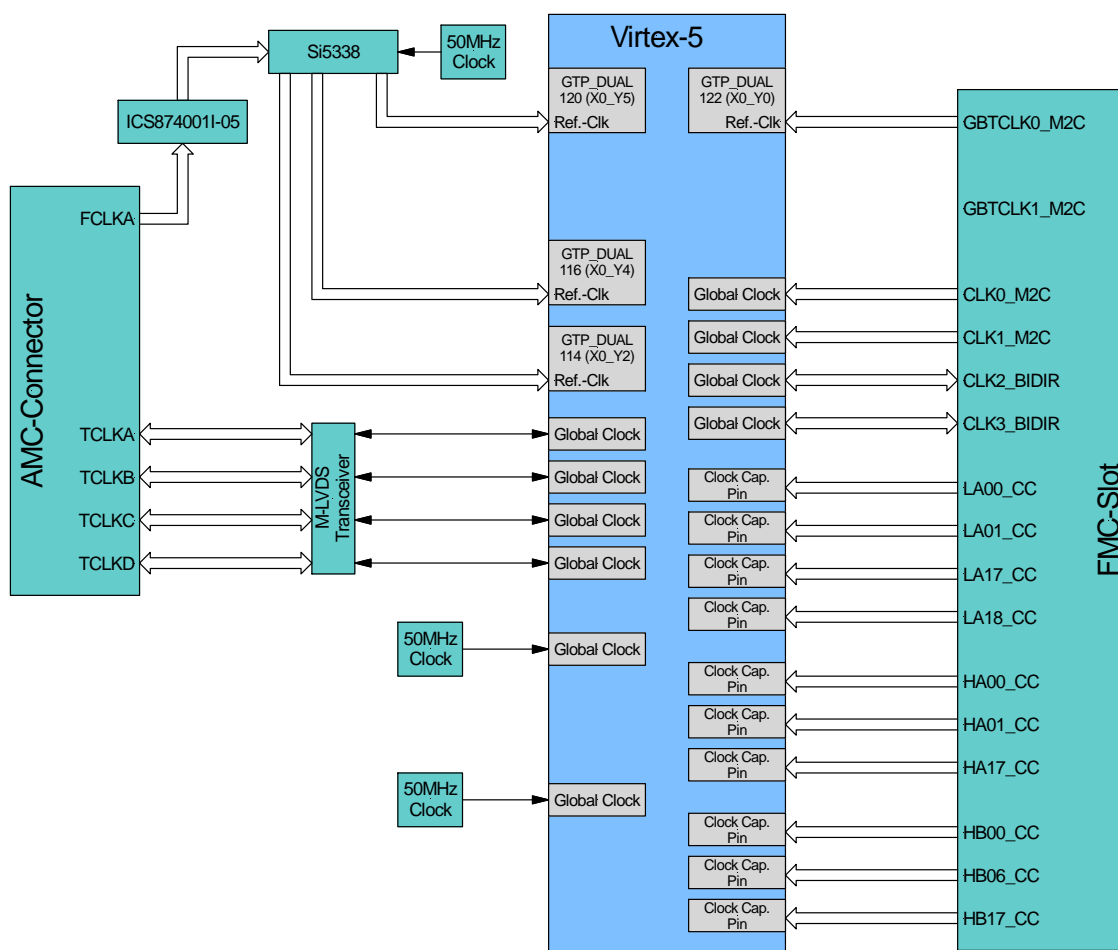 Virtex-5
Si5338
50MHz
Clock
ICS874001I-05
AMC-Connector
FCLKA
TCLKA
TCLKB
TCLKC
TCLKD
M-LVDS
Transceiver
50MHz
Clock
50MHz
Clock
GTP_DUAL
120 (X0_Y5)
Ref.-Clk
GTP_DUAL
116 (X0_Y4)
Ref.-Clk
GTP_DUAL
114 (X0_Y2)
Ref.-Clk
Global Clock
Global Clock
Global Clock
Global Clock
Global Clock
Global Clock
GTP_DUAL
122 (X0_Y0)
Ref.-Clk
Global Clock
Global Clock
Global Clock
Global Clock
Clock Cap.
Pin
Clock Cap.
Pin
Clock Cap.
Pin
Clock Cap.
Pin
Clock Cap.
Pin
Clock Cap.
Pin
Clock Cap.
Pin
Clock Cap.
Pin
Clock Cap.
Pin
Clock Cap.
Pin
GBTCLK0_M2C
GBTCLK1_M2C
CLK0_M2C
CLK1_M2C
CLK2_BIDIR
CLK3_BIDIR
LA00_CC
LA01_CC
LA17_CC
LA18_CC
HA00_CC
HA01_CC
HA17_CC
HB00_CC
HB06_CC
HB17_CC
FMC-Slot